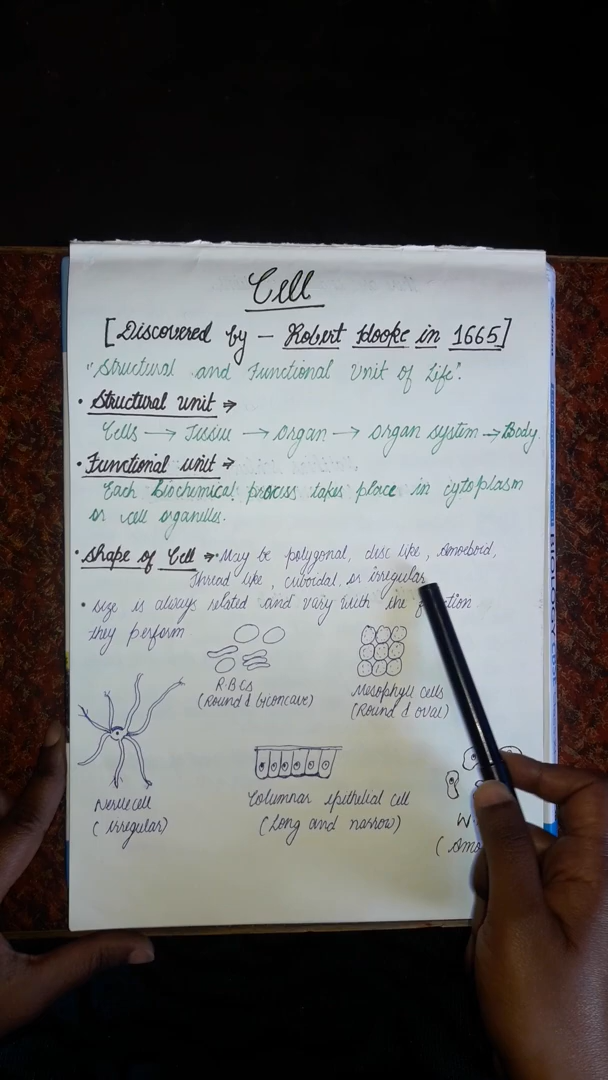 Cell
[Discovered by - Robert Hooke in 1665]
"Structural and Functional Unit of Life".
• Structural unit ⇒
Cells → Tissue → organ → organ system → Body.
• Functional unit ⇒
Each biochemical process takes place in cytoplasm
or cell organelles.
• Shape of Cell ⇒ • May be polygonal, disc like, Amoeboid,
Thread like, cuboidal, or irregular
• size is always related and vary with the
they perform
R.B.C.s
(Round & biconcave)
Mesophyll cells
(Round & oval)
Nerve cell
(irregular)
Columnar epithelial cell
(Long and narrow)
BIOLOGY